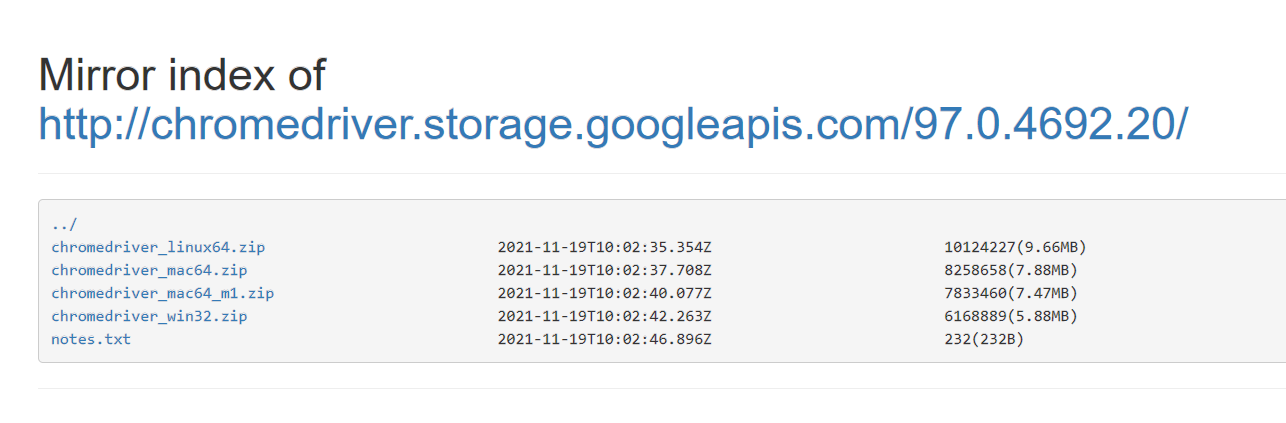 Mirror index of
http://chromedriver.storage.googleapis.com/97.0.4692.20/
../
chromedriver_linux64.zip 2021-11-19T10:02:35.354Z 10124227(9.66MB)
chromedriver_mac64.zip 2021-11-19T10:02:37.708Z 8258658(7.88MB)
chromedriver_mac64_m1.zip 2021-11-19T10:02:40.077Z 7833460(7.47MB)
chromedriver_win32.zip 2021-11-19T10:02:42.263Z 6168889(5.88MB)
notes.txt 2021-11-19T10:02:46.896Z 232(232B)